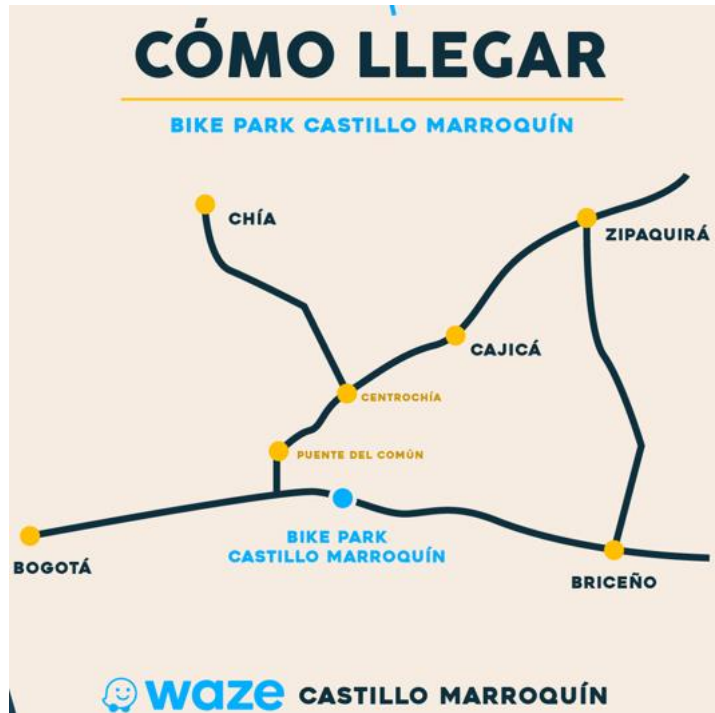 CÓMO LLEGAR
BIKE PARK CASTILLO MARROQUÍN
CHÍA
ZIPAQUIRÁ
CAJICÁ
CENTROCHÍA
PUENTE DEL COMÚN
BIKE PARK
CASTILLO MARROQUÍN
BOGOTÁ
BRICEÑO
waze CASTILLO MARROQUÍN